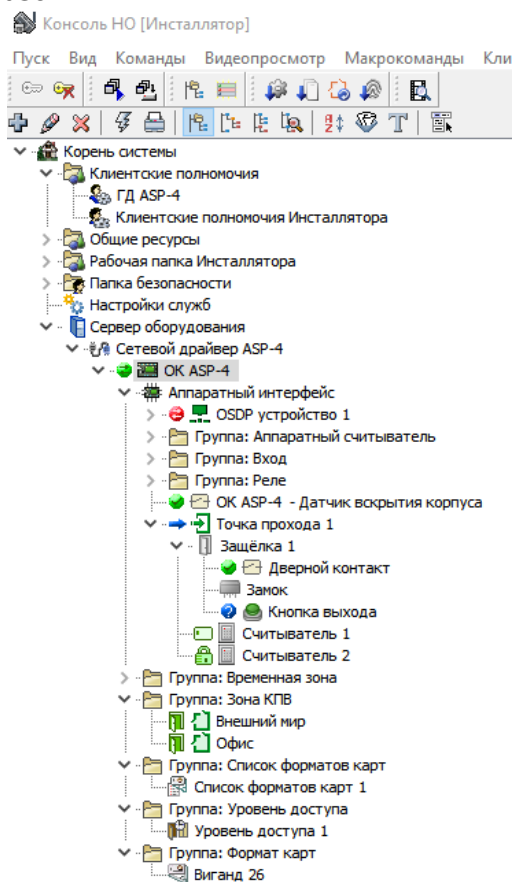 Консоль НО [Инсталлятор]
Пуск Вид Команды Видеопросмотр Макрокоманды Кли
Корень системы
Клиентские полномочия
ГД ASP-4
Клиентские полномочия Инсталлятора
Общие ресурсы
Рабочая папка Инсталлятора
Папка безопасности
Настройки служб
Сервер оборудования
Сетевой драйвер ASP-4
ОК ASP-4
Аппаратный интерфейс
OSDP устройство 1
Группа: Аппаратный считыватель
Группа: Вход
Группа: Реле
ОК ASP-4 - Датчик вскрытия корпуса
Точка прохода 1
Защёлка 1
Дверной контакт
Замок
Кнопка выхода
Считыватель 1
Считыватель 2
Группа: Временная зона
Группа: Зона КПВ
Внешний мир
Офис
Группа: Список форматов карт
Список форматов карт 1
Группа: Уровень доступа
Уровень доступа 1
Группа: Формат карт
Виганд 26